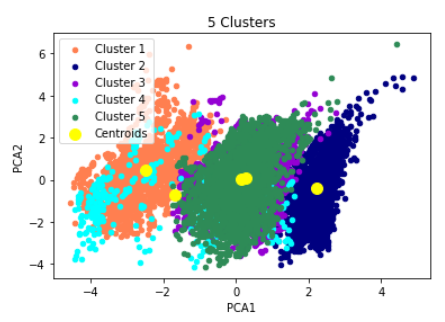 5 Clusters
Cluster 1
Cluster 2
Cluster 3
Cluster 4
Cluster 5
Centroids
PCA2
6
4
2
0
−2
−4
−4
−2
0
2
4
PCA1